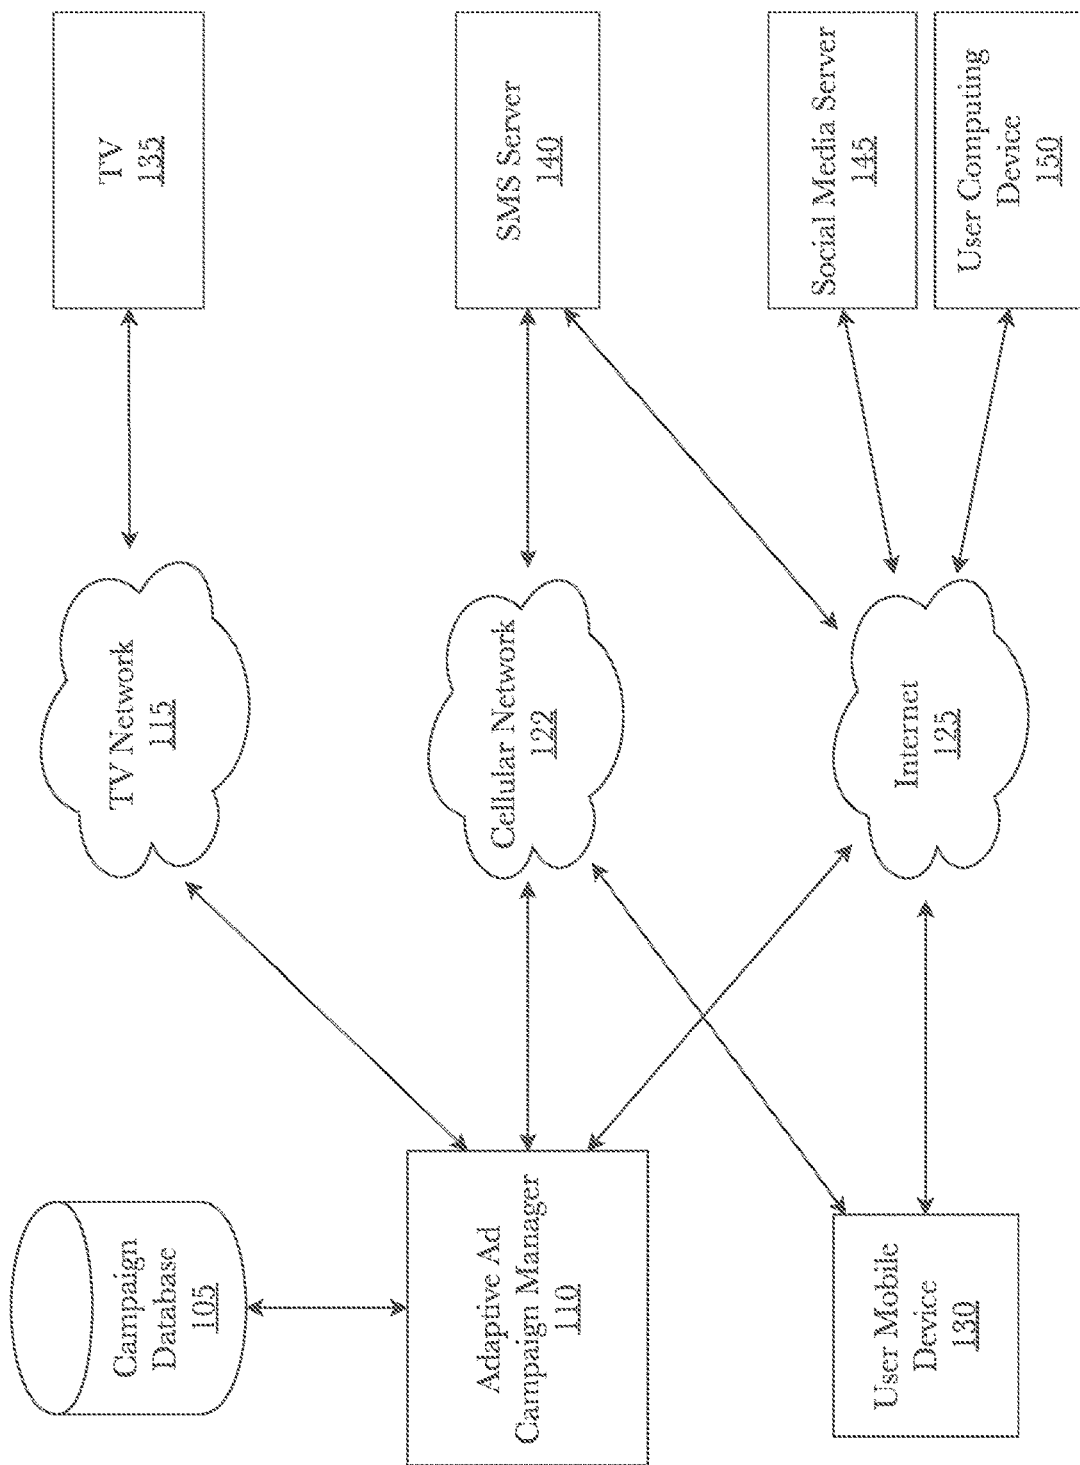 Campaign
Database
105
Adaptive Ad
Campaign Manager
110
User Mobile
Device
130
TV Network
115
Cellular Network
122
Internet
125
TV
135
SMS Server
140
Social Media Server
145
User Computing
Device
150